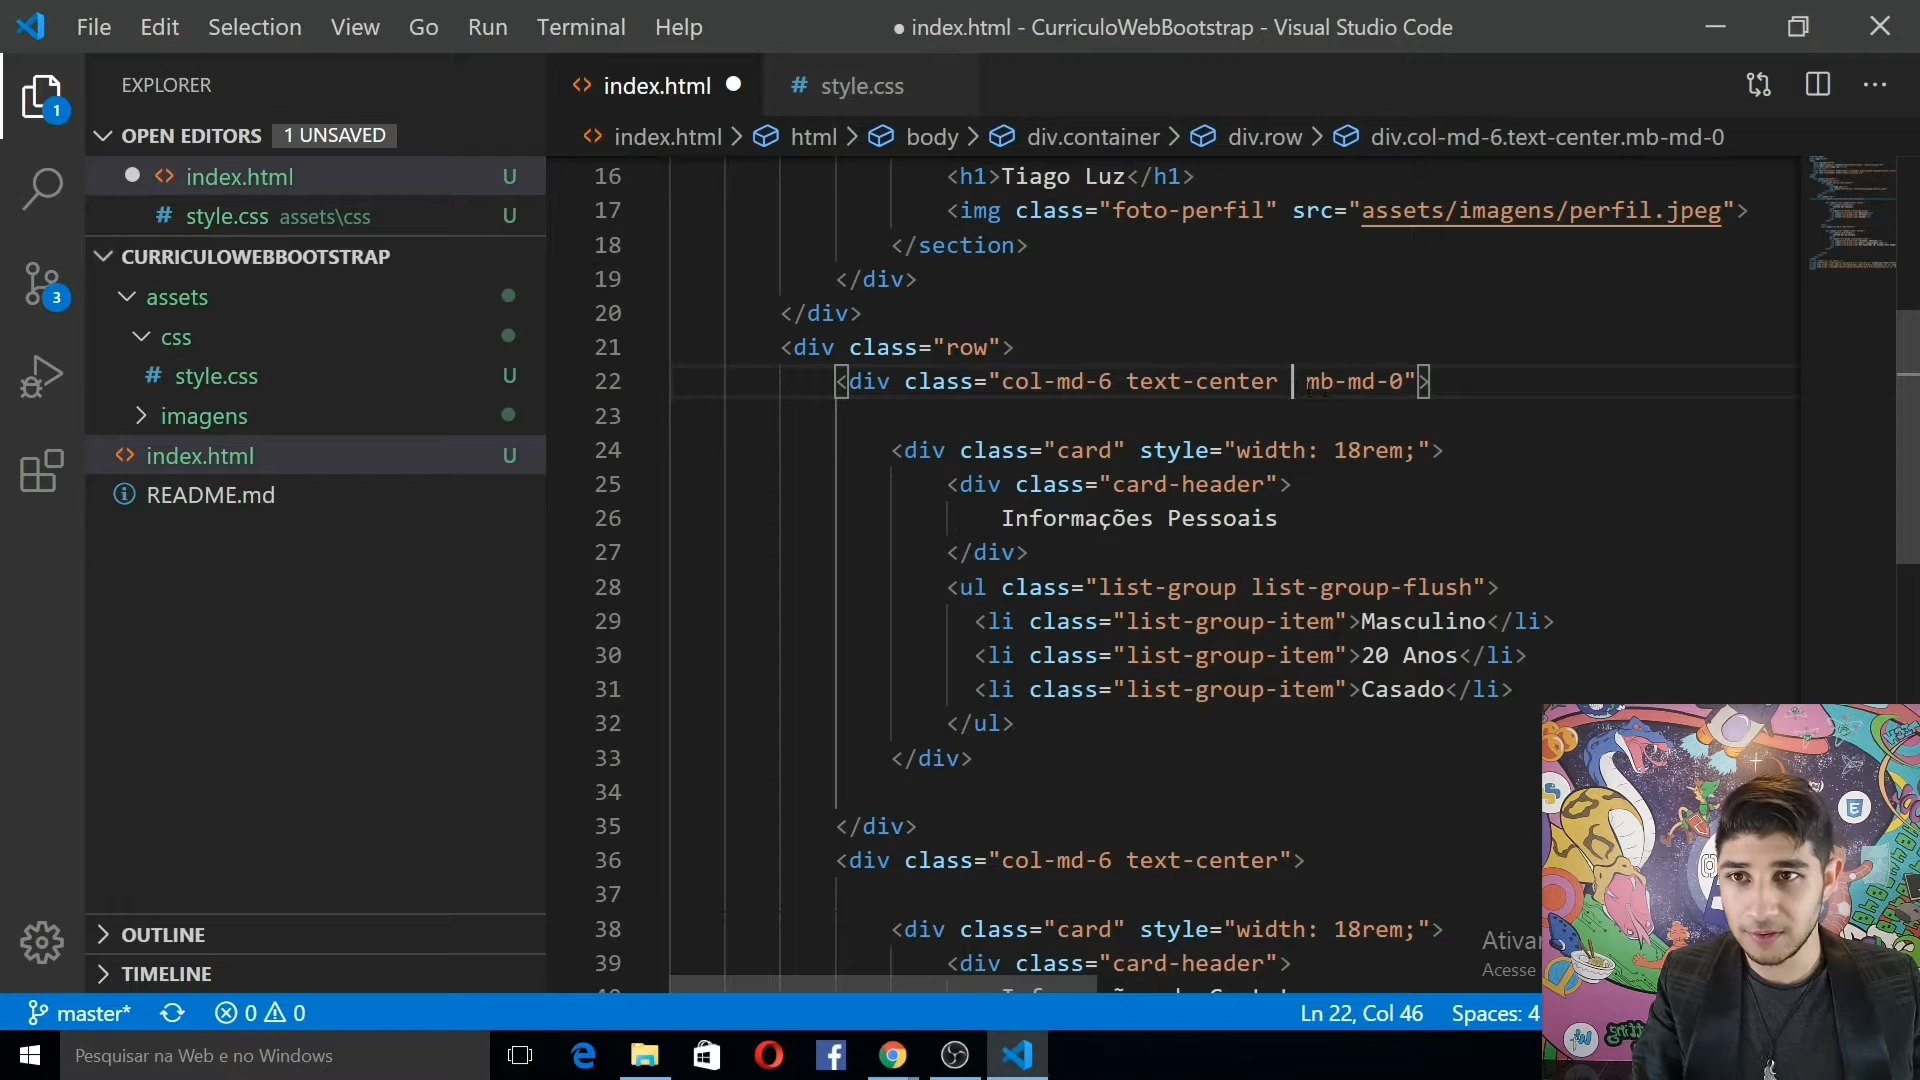 File Edit Selection View Go Run Terminal Help
● index.html - CurriculoWebBootstrap - Visual Studio Code
EXPLORER
OPEN EDITORS 1 UNSAVED
index.html U
style.css assets\css U
CURRICULOWEBBOOTSTRAP
assets
css
style.css U
imagens
index.html U
README.md
OUTLINE
TIMELINE
1
3
index.html
# style.css
index.html > html > body > div.container > div.row > div.col-md-6.text-center.mb-md-0
16 <h1>Tiago Luz</h1>
17 <img class="foto-perfil" src="assets/imagens/perfil.jpeg">
18 </section>
19 </div>
20 </div>
21 <div class="row">
22 <div class="col-md-6 text-center  mb-md-0">
23
24 <div class="card" style="width: 18rem;">
25 <div class="card-header">
26 Informações Pessoais
27 </div>
28 <ul class="list-group list-group-flush">
29 <li class="list-group-item">Masculino</li>
30 <li class="list-group-item">20 Anos</li>
31 <li class="list-group-item">Casado</li>
32 </ul>
33 </div>
34
35 </div>
36 <div class="col-md-6 text-center">
37
38 <div class="card" style="width: 18rem;">
39 <div class="card-header">
Acesse
master* 0 0
Ln 22, Col 46 Spaces: 4
Pesquisar na Web e no Windows